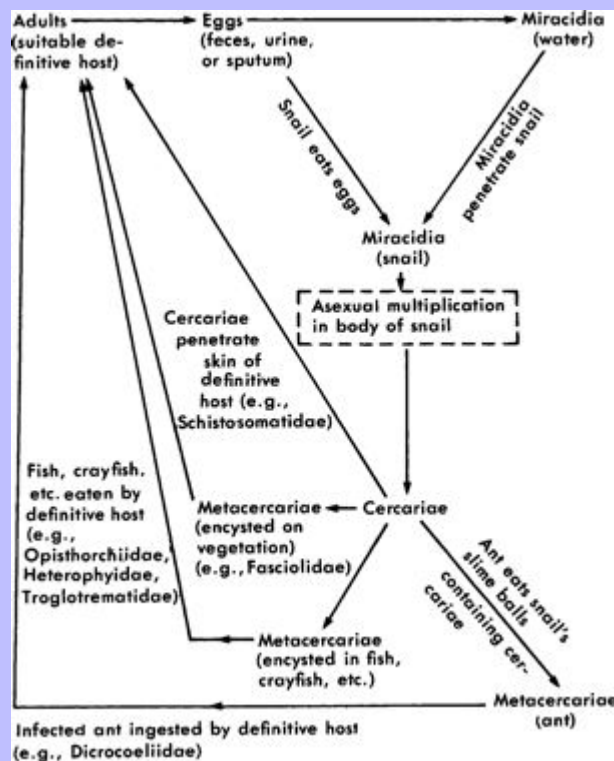 Adults
(suitable de-
finitive host)
Eggs
(feces, urine,
or sputum)
Miracidia
(water)
Snail eats eggs
Miracidia
penetrate snail
Miracidia
(snail)
Asexual multiplication
in body of snail
Cercariae
penetrate
skin of
definitive
host (e.g.,
Schistosomatidae)
Fish, crayfish.
etc. eaten by
definitive host
(e.g.,
Opisthorchiidae,
Heterophyidae,
Troglotrematidae)
Metacercariae
(encysted on
vegetation)
(e.g., Fasciolidae)
Cercariae
Ant eats snail's
slime balls
containing cer-
cariae
Metacercariae
(encysted in fish,
crayfish, etc.)
Metacercariae
(ant)
Infected ant ingested by definitive host
(e.g., Dicrocoeliidae)